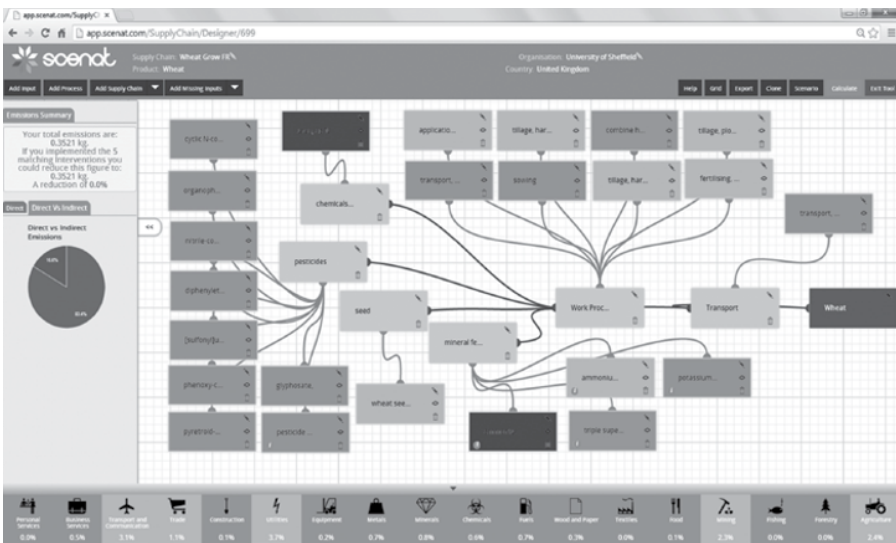 app.scenat.com/SupplyC
app.scenat.com/SupplyChain/Designer/699
scenat
Supply Chain: Wheat Grow
Product: Wheat
Organisation: University of Sheffield
Country: United Kingdom
Add Input
Add Process
Add Supply Chain
Add Missing Inputs
Help
Grid
Export
Clone
Scenario
Calculate
Exit Tool
Emissions Summary
Your total emissions are:
0.3521 kg.
If you implemented the 5
matching interventions you
could reduce this figure to:
0.3521 kg.
A reduction of 0.0%
Direct
Direct Vs Indirect
Direct vs Indirect
Emissions
<<
cyclic N-co...
organoph...
nitrile-co...
diphenylet...
phenoxy-c...
pyretroid-...
glyphosate...
pesticide ...
chemicals...
pesticides
seed
wheat see...
mineral fe...
applicatio...
tillage, har...
combine h...
tillage, plo...
transport, ...
sowing
tillage, har...
fertilising, ...
transport, ...
Work Proc...
Transport
Wheat
ammoniu...
potassium...
triple supe...
Personal
Services
0.0%
Business
Services
0.5%
Transport and
Communication
3.1%
Trade
1.1%
Construction
0.1%
Utilities
3.7%
Equipment
0.2%
Metals
0.7%
Minerals
0.8%
Chemicals
0.6%
Fuels
0.7%
Wood and Paper
0.3%
Textiles
0.0%
Food
0.1%
Mining
2.3%
Fishing
0.0%
Forestry
0.0%
Agriculture
2.4%